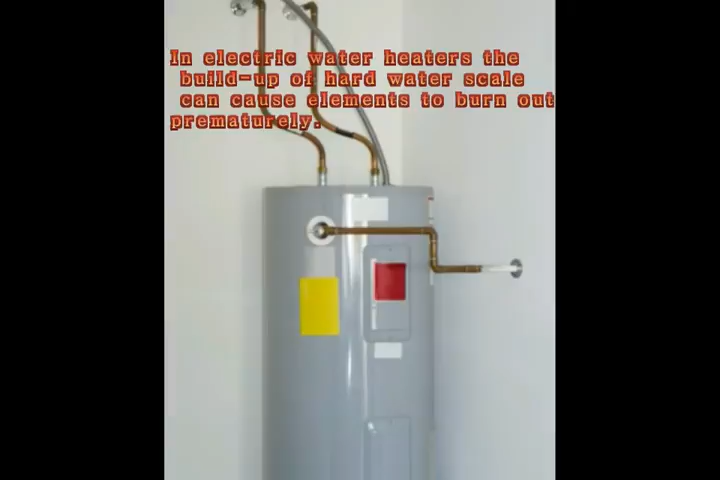 In electric water heaters the
build-up of hard water scale
can cause elements to burn out
prematurely.